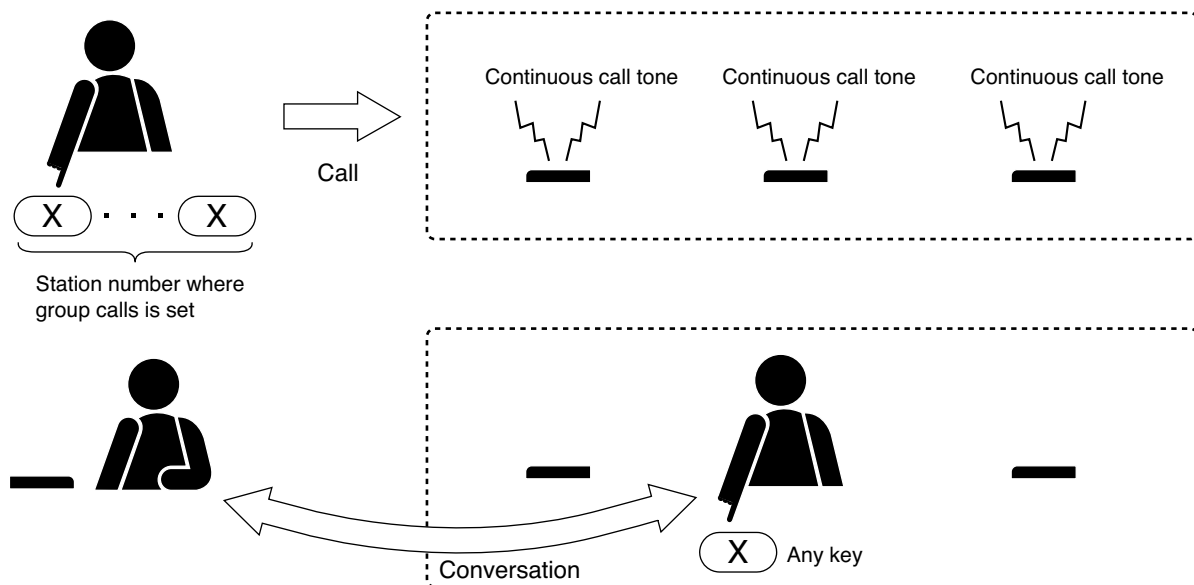 Continuous call tone Continuous call tone Continuous call tone
Call
X . . . X
Station number where
group calls is set
X Any key
Conversation